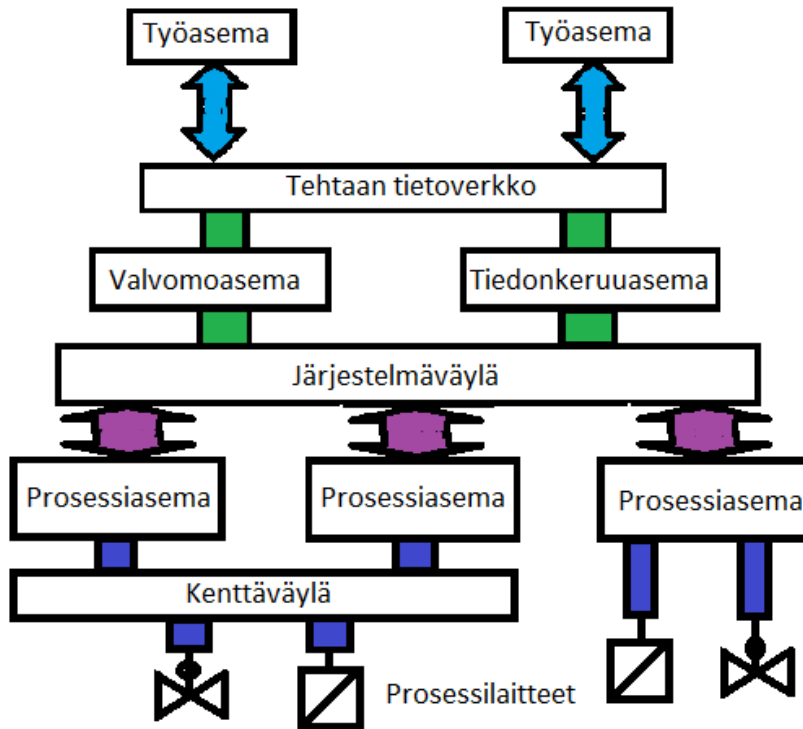 Työasema
Työasema
Tehtaan tietoverkko
Valvomoasema
Tiedonkeruuasema
Järjestelmäväylä
Prosessiasema
Prosessiasema
Prosessiasema
Kenttäväylä
Prosessilaitteet